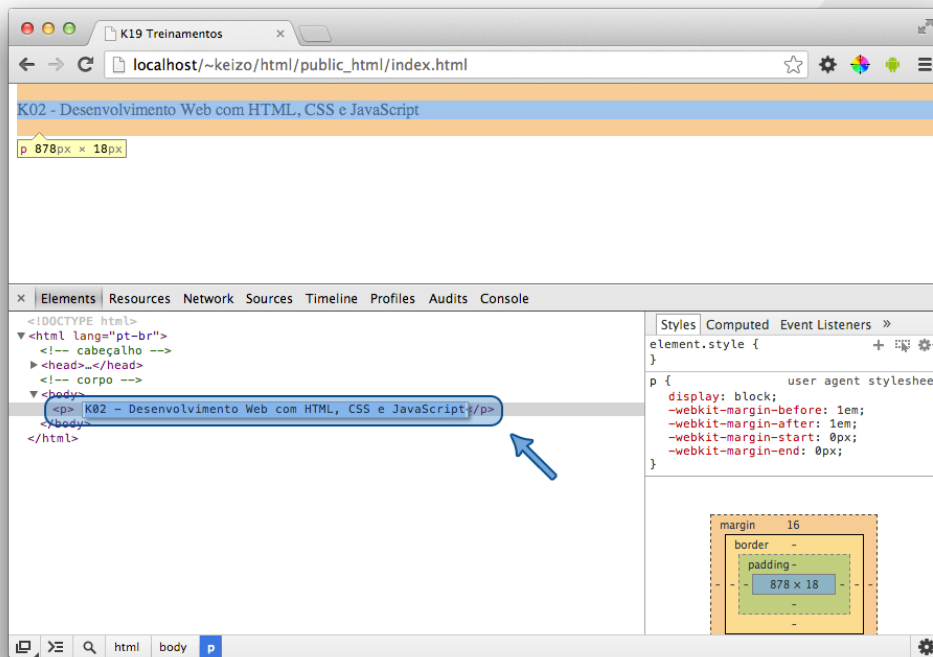 K19 Treinamentos
localhost/~keizo/html/public_html/index.html
K02 - Desenvolvimento Web com HTML, CSS e JavaScript
p 878px × 18px
× Elements Resources Network Sources Timeline Profiles Audits Console
<!DOCTYPE html>
▼<html lang="pt-br">
<!-- cabeçalho -->
▶<head>…</head>
<!-- corpo -->
▼<body>
<p> K02 - Desenvolvimento Web com HTML, CSS e JavaScript</p>
</body>
</html>
Styles Computed Event Listeners »
element.style {
}
p { user agent styleshee
display: block;
-webkit-margin-before: 1em;
-webkit-margin-after: 1em;
-webkit-margin-start: 0px;
-webkit-margin-end: 0px;
}
margin 16
border -
padding -
- - - 878 × 18 - - -
-
-
html body p